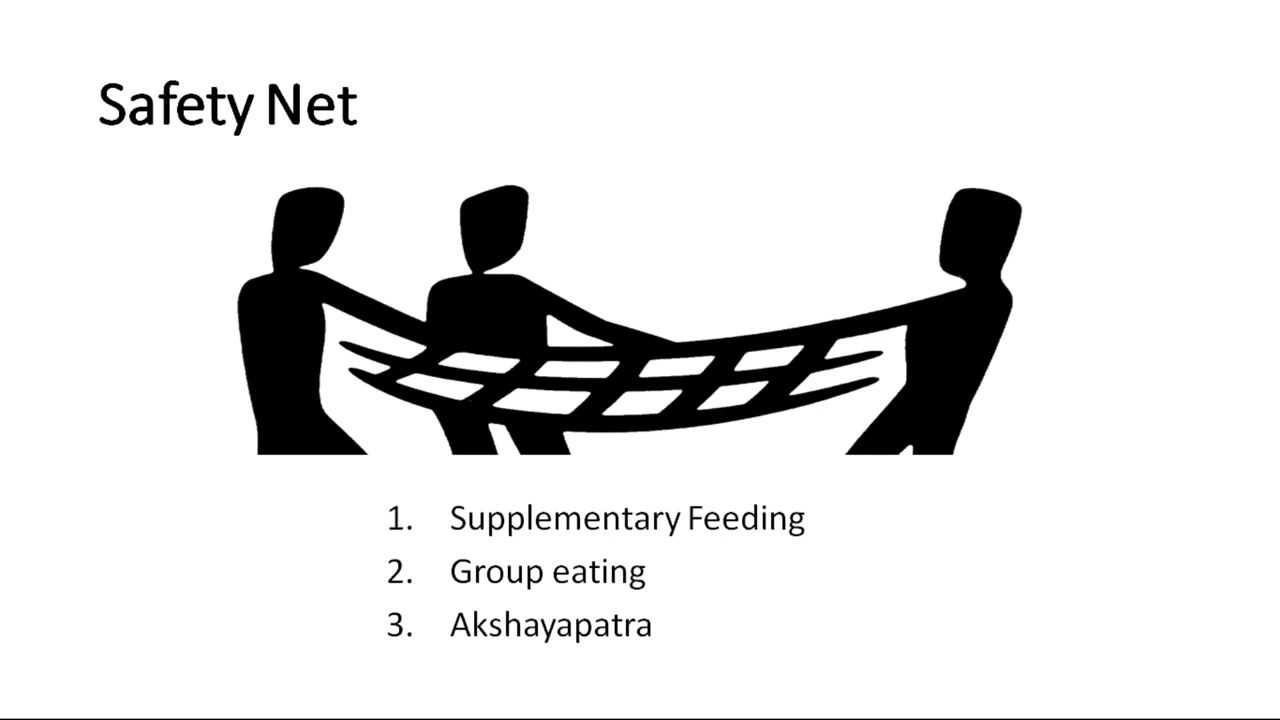 Safety Net
1. Supplementary Feeding
2. Group eating
3. Akshayapatra